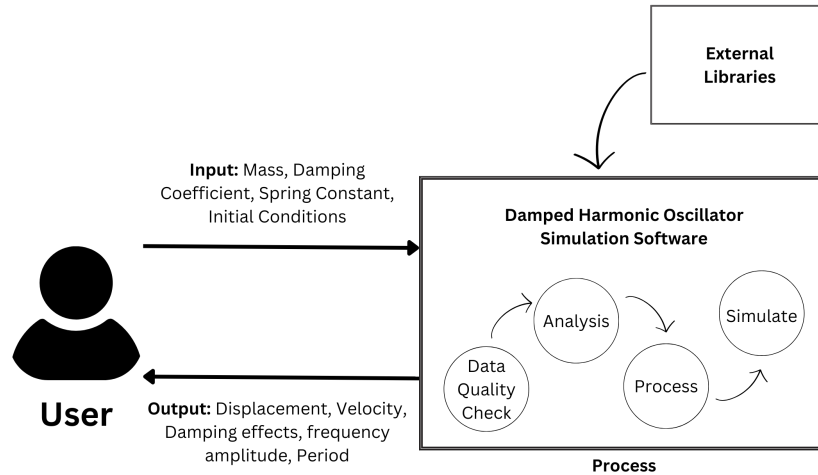 External
Libraries
Input: Mass, Damping
Coefficient, Spring Constant,
Initial Conditions
Damped Harmonic Oscillator
Simulation Software
Analysis
Simulate
Data
Quality
Check
Process
User
Output: Displacement, Velocity,
Damping effects, frequency
amplitude, Period
Process